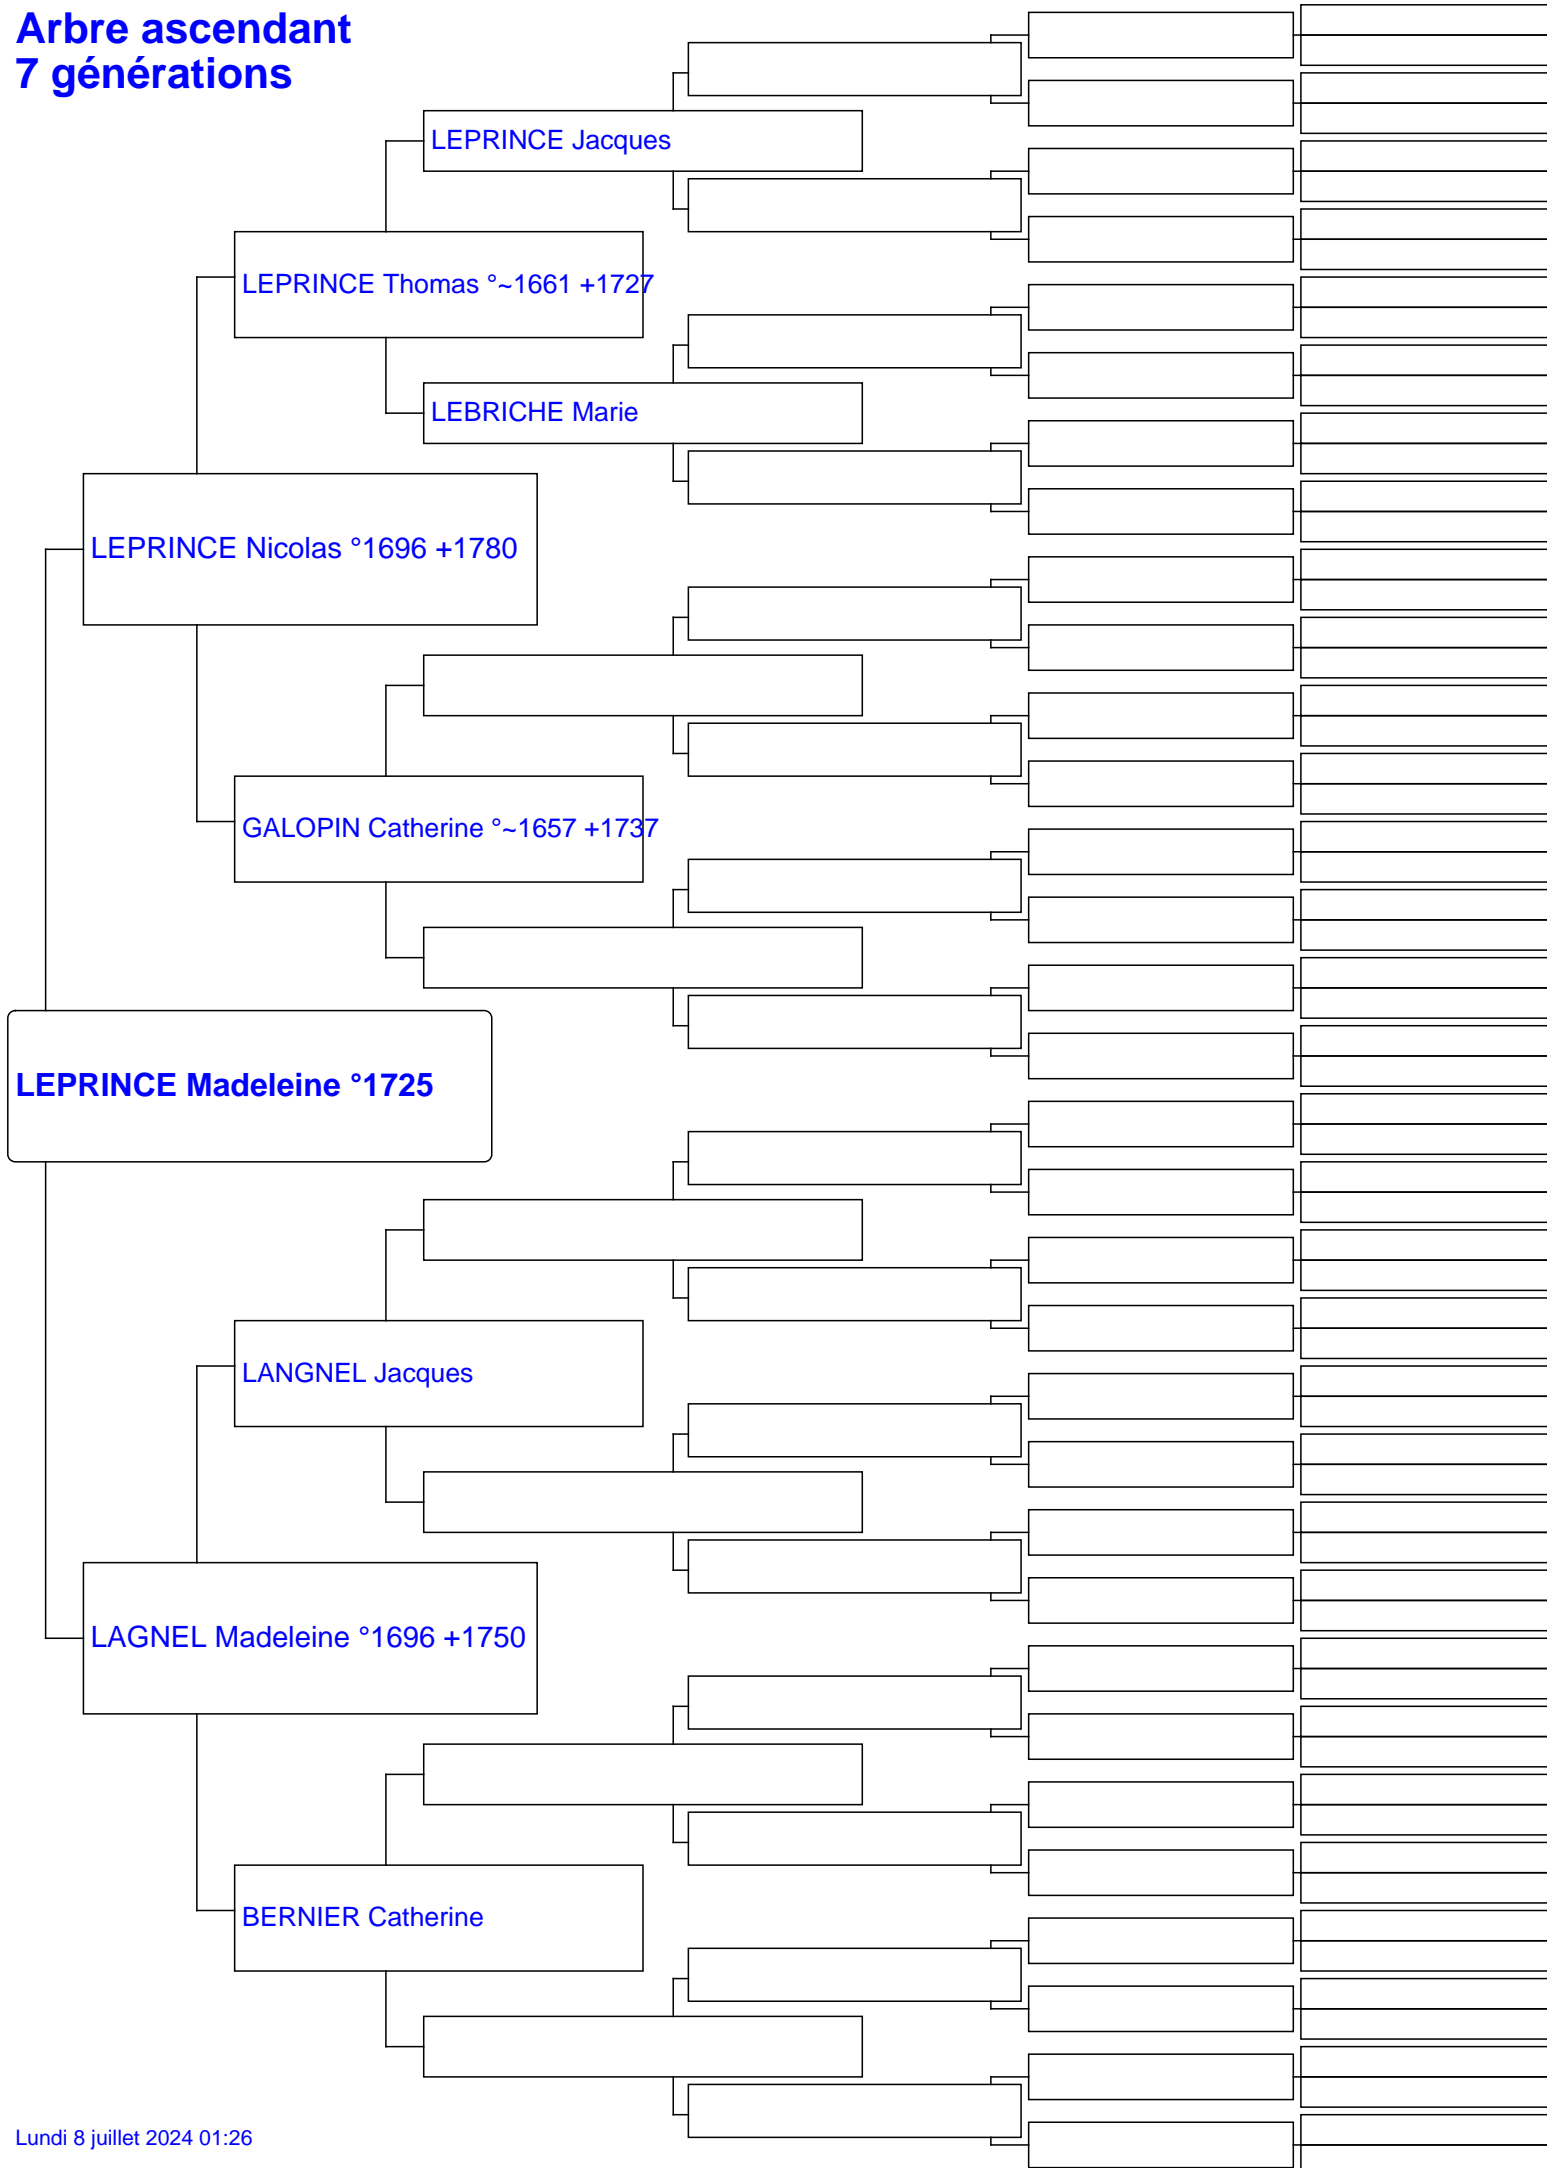 Arbre ascendant
7 générations
LEPRINCE Jacques
LEPRINCE Thomas °~1661 +1727
LEBRICHE Marie
LEPRINCE Nicolas °1696 +1780
GALOPIN Catherine °~1657 +1737
LEPRINCE Madeleine °1725
LANGNEL Jacques
LAGNEL Madeleine °1696 +1750
BERNIER Catherine
Lundi 8 juillet 2024 01:26